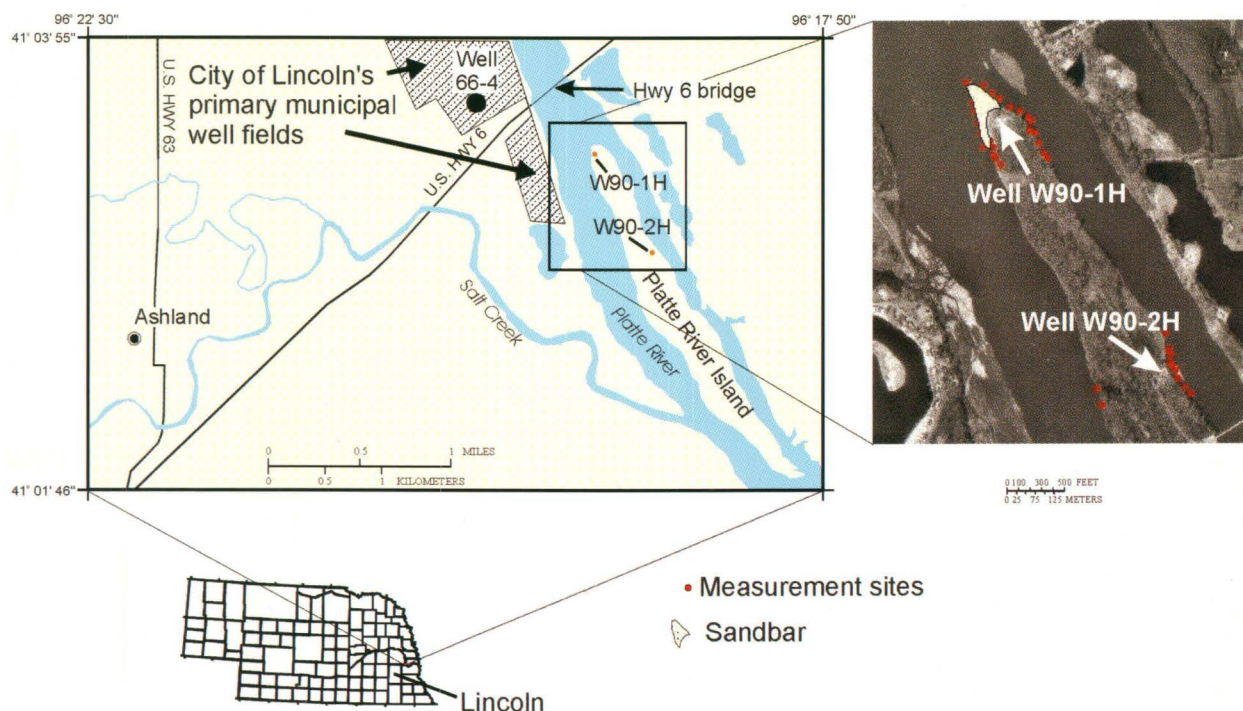 96° 22' 30"
96° 17' 50"
41° 03' 55"
U.S. HWY 63
City of Lincoln's
primary municipal
well fields
Well
66-4
Hwy 6 bridge
U.S. HWY 6
W90-1H
W90-2H
Ashland
Salt Creek
Platte River
Platte River Island
0 0.5 1 MILES
0 0.5 1 KILOMETERS
41° 01' 46"
Well W90-1H
Well W90-2H
0 100 300 500 FEET
0 25 75 125 METERS
Measurement sites
Sandbar
Lincoln